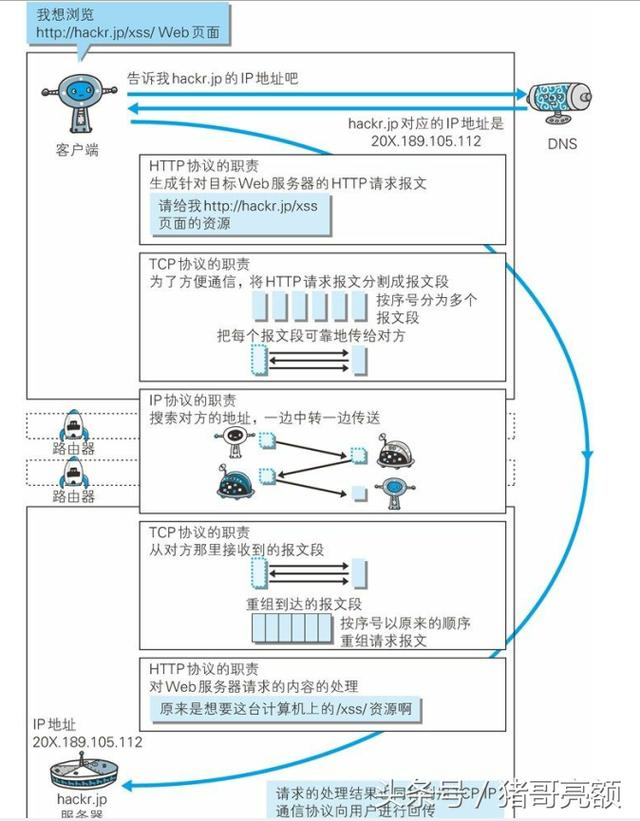 我想浏览
http://hackr.jp/xss/ Web页面
告诉我hackr.jp的IP地址吧
hackr.jp对应的IP地址是
20X.189.105.112
客户端
DNS
HTTP协议的职责
生成针对目标Web服务器的HTTP请求报文
请给我http://hackr.jp/xss
页面的资源
TCP协议的职责
为了方便通信，将HTTP请求报文分割成报文段
按序号分为多个
报文段
把每个报文段可靠地传给对方
IP协议的职责
搜索对方的地址，一边中转一边传送
路由器
路由器
TCP协议的职责
从对方那里接收到的报文段
重组到达的报文段
按序号以原来的顺序
重组请求报文
HTTP协议的职责
对Web服务器请求的内容的处理
原来是想要这台计算机上的/xss/资源啊
IP地址
20X.189.105.112
hackr.jp
服务器
请求的处理结果也同样利用TCP/IP
通信协议向用户进行回传
头条号／猪哥亮额